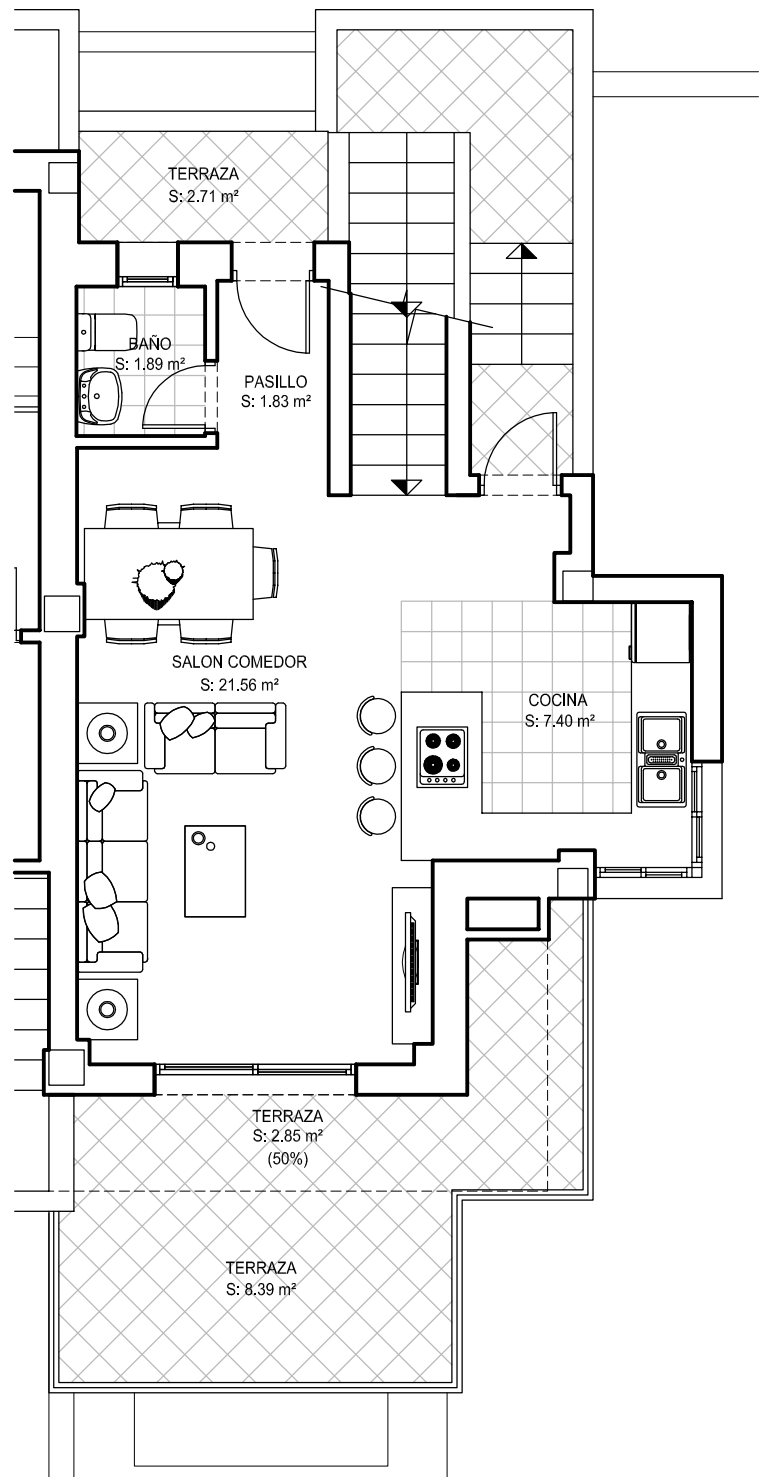 TERRAZA
S: 2.71 m²
BAÑO
S: 1.89 m²
PASILLO
S: 1.83 m²
SALON COMEDOR
S: 21.56 m²
COCINA
S: 7.40 m²
TERRAZA
S: 2.85 m²
(50%)
TERRAZA
S: 8.39 m²